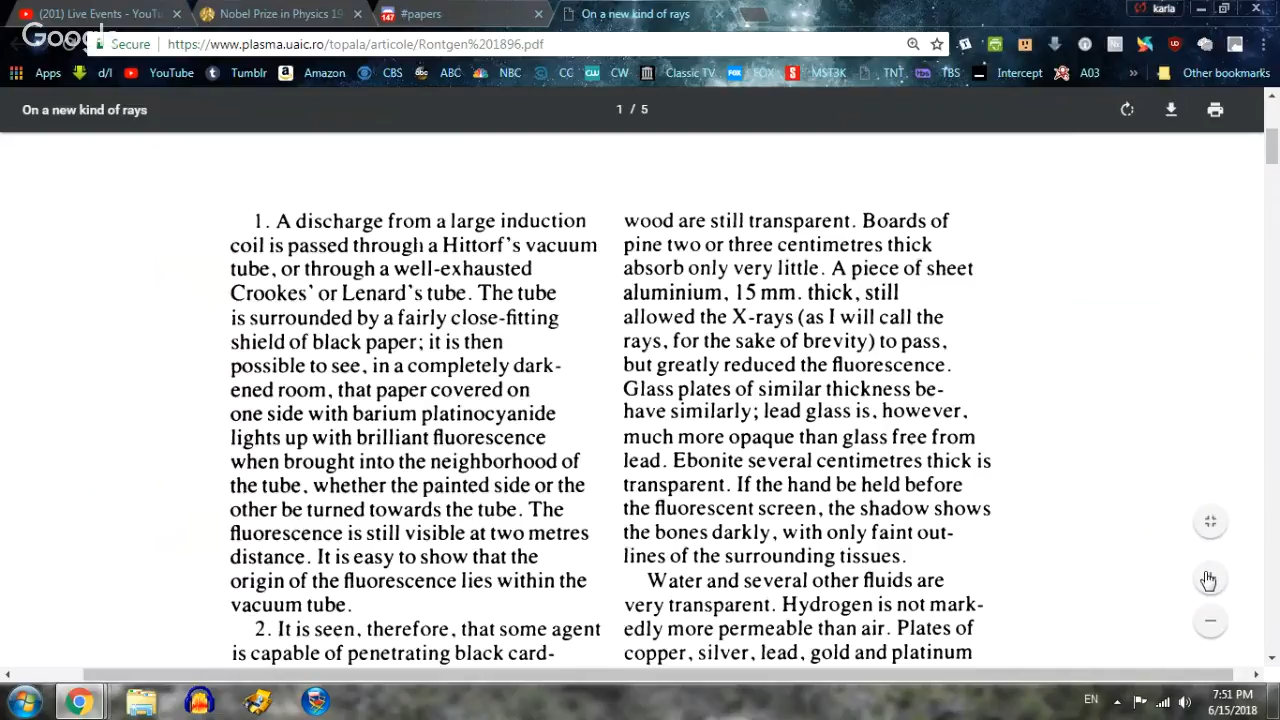 (201) Live Events - YouTu
Nobel Prize in Physics 19
147
#papers
On a new kind of rays
karla
Google
Secure
https://www.plasma.uaic.ro/topala/articole/Rontgen%201896.pdf
Apps
d/l
YouTube
Tumblr
Amazon
CBS
ABC
NBC
CC
CW
Classic TV
FOX
MST3K
TNT
TBS
Intercept
A03
»
Other bookmarks
On a new kind of rays
1 / 5
1. A discharge from a large induction
coil is passed through a Hittorf's vacuum
tube, or through a well-exhausted
Crookes' or Lenard's tube. The tube
is surrounded by a fairly close-fitting
shield of black paper; it is then
possible to see, in a completely dark-
ened room, that paper covered on
one side with barium platinocyanide
lights up with brilliant fluorescence
when brought into the neighborhood of
the tube, whether the painted side or the
other be turned towards the tube. The
fluorescence is still visible at two metres
distance. It is easy to show that the
origin of the fluorescence lies within the
vacuum tube.
2. It is seen, therefore, that some agent
is capable of penetrating black card-
wood are still transparent. Boards of
pine two or three centimetres thick
absorb only very little. A piece of sheet
aluminium, 15 mm. thick, still
allowed the X-rays (as I will call the
rays, for the sake of brevity) to pass,
but greatly reduced the fluorescence.
Glass plates of similar thickness be-
have similarly; lead glass is, however,
much more opaque than glass free from
lead. Ebonite several centimetres thick is
transparent. If the hand be held before
the fluorescent screen, the shadow shows
the bones darkly, with only faint out-
lines of the surrounding tissues.
Water and several other fluids are
very transparent. Hydrogen is not mark-
edly more permeable than air. Plates of
copper, silver, lead, gold and platinum
EN
7:51 PM
6/15/2018